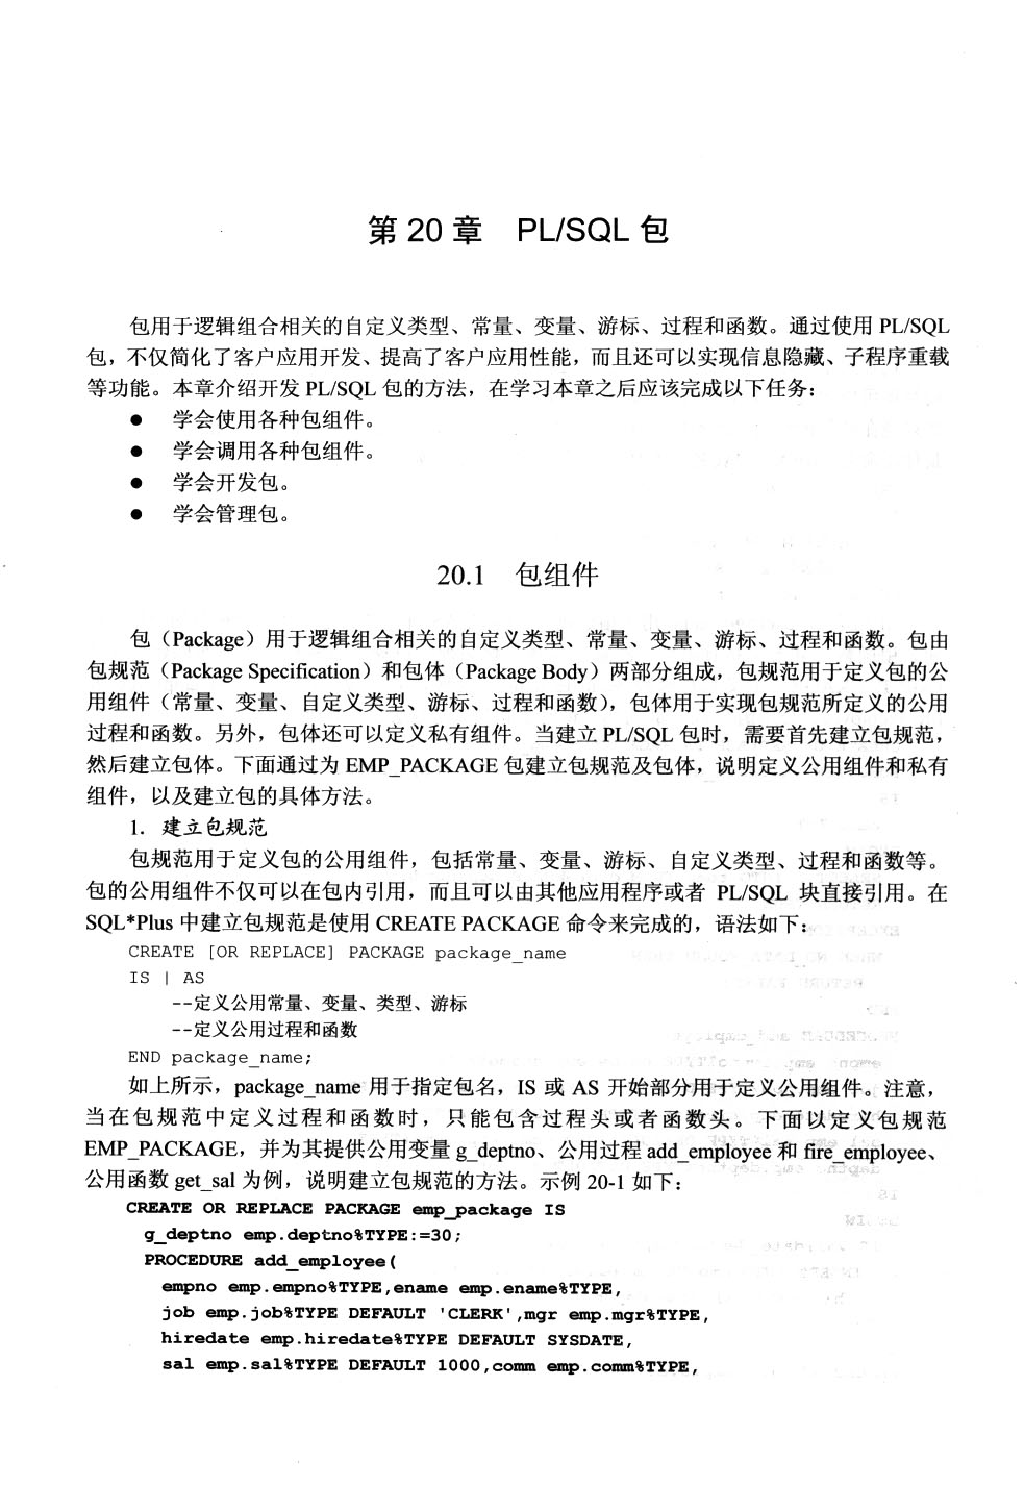 第 20 章 PL/SQL 包
包用于逻辑组合相关的自定义类型、常量、变量、游标、过程和函数。通过使用 PL/SQL
包，不仅简化了客户应用开发、提高了客户应用性能，而且还可以实现信息隐藏、子程序重载
等功能。本章介绍开发 PL/SQL 包的方法，在学习本章之后应该完成以下任务：
● 学会使用各种包组件。
● 学会调用各种包组件。
● 学会开发包。
● 学会管理包。
20.1 包组件
包（Package）用于逻辑组合相关的自定义类型、常量、变量、游标、过程和函数。包由
包规范（Package Specification）和包体（Package Body）两部分组成，包规范用于定义包的公
用组件（常量、变量、自定义类型、游标、过程和函数），包体用于实现包规范所定义的公用
过程和函数。另外，包体还可以定义私有组件。当建立 PL/SQL 包时，需要首先建立包规范，
然后建立包体。下面通过为 EMP_PACKAGE 包建立包规范及包体，说明定义公用组件和私有
组件，以及建立包的具体方法。
1．建立包规范
包规范用于定义包的公用组件，包括常量、变量、游标、自定义类型、过程和函数等。
包的公用组件不仅可以在包内引用，而且可以由其他应用程序或者 PL/SQL 块直接引用。在
SQL*Plus 中建立包规范是使用 CREATE PACKAGE 命令来完成的，语法如下：
CREATE [OR REPLACE] PACKAGE package_name
IS | AS
--定义公用常量、变量、类型、游标
--定义公用过程和函数
END package_name;
如上所示，package_name 用于指定包名，IS 或 AS 开始部分用于定义公用组件。注意，
当在包规范中定义过程和函数时，只能包含过程头或者函数头。下面以定义包规范
EMP_PACKAGE，并为其提供公用变量 g_deptno、公用过程 add_employee 和 fire_employee、
公用函数 get_sal 为例，说明建立包规范的方法。示例 20-1 如下：
CREATE OR REPLACE PACKAGE emp_package IS
g_deptno emp.deptno%TYPE:=30;
PROCEDURE add_employee(
empno emp.empno%TYPE,ename emp.ename%TYPE,
job emp.job%TYPE DEFAULT 'CLERK',mgr emp.mgr%TYPE,
hiredate emp.hiredate%TYPE DEFAULT SYSDATE,
sal emp.sal%TYPE DEFAULT 1000,comm emp.comm%TYPE,